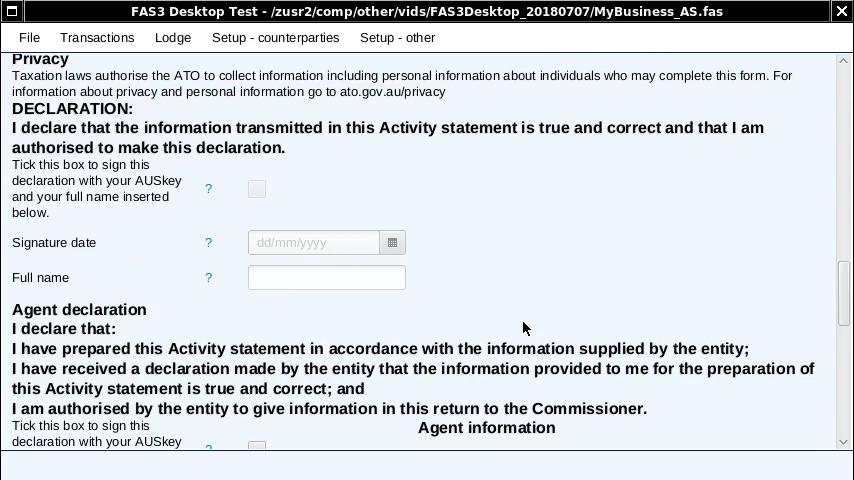 FAS3 Desktop Test - /zusr2/comp/other/vids/FAS3Desktop_20180707/MyBusiness_AS.fas
File Transactions Lodge Setup - counterparties Setup - other
Privacy
Taxation laws authorise the ATO to collect information including personal information about individuals who may complete this form. For
information about privacy and personal information go to ato.gov.au/privacy
DECLARATION:
I declare that the information transmitted in this Activity statement is true and correct and that I am
authorised to make this declaration.
Tick this box to sign this
declaration with your AUSkey
and your full name inserted
below.
?
Signature date ? dd/mm/yyyy
Full name ?
Agent declaration
I declare that:
I have prepared this Activity statement in accordance with the information supplied by the entity;
I have received a declaration made by the entity that the information provided to me for the preparation of
this Activity statement is true and correct; and
I am authorised by the entity to give information in this return to the Commissioner.
Tick this box to sign this
declaration with your AUSkey
?
Agent information